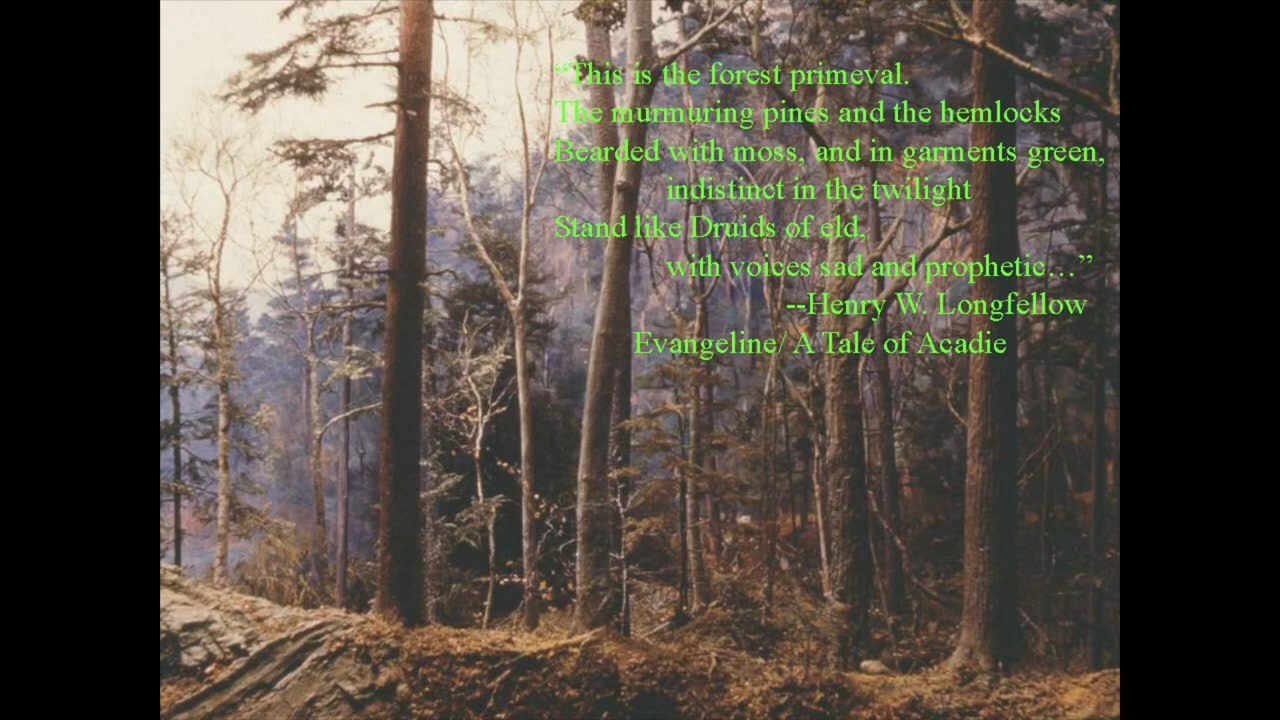 “This is the forest primeval.
The murmuring pines and the hemlocks
Bearded with moss, and in garments green,
indistinct in the twilight
Stand like Druids of eld,
with voices sad and prophetic…”
--Henry W. Longfellow
Evangeline/ A Tale of Acadie